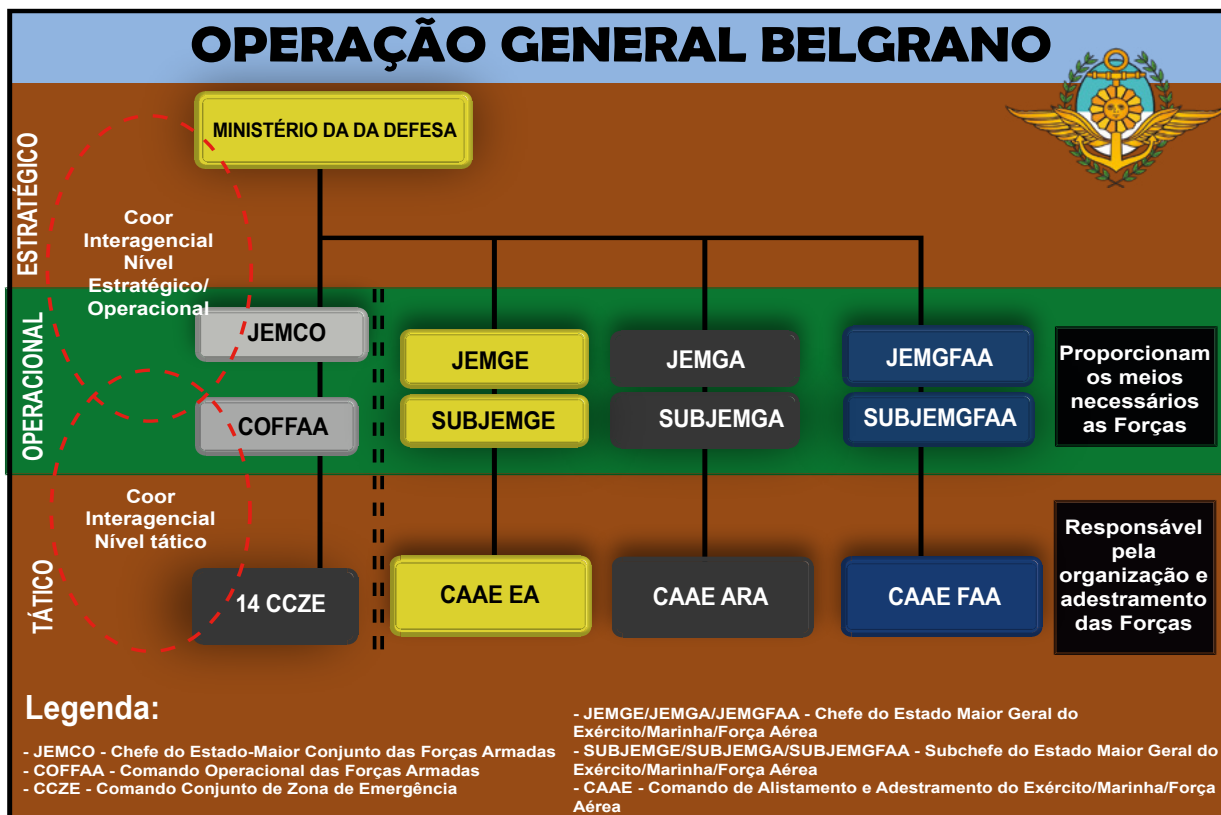 OPERAÇÃO GENERAL BELGRANO
ESTRATÉGICO
MINISTÉRIO DA DA DEFESA
Coor
Interagencial
Nível
Estratégico/
Operacional
OPERACIONAL
JEMCO
JEMGE
JEMGA
JEMGFAA
COFFAA
SUBJEMGE
SUBJEMGA
SUBJEMGFAA
Proporcionam
os meios
necessários
as Forças
TÁTICO
Coor
Interagencial
Nível tático
14 CCZE
CAAE EA
CAAE ARA
CAAE FAA
Responsável
pela
organização e
adestramento
das Forças
Legenda:
- JEMCO - Chefe do Estado-Maior Conjunto das Forças Armadas
- COFFAA - Comando Operacional das Forças Armadas
- CCZE - Comando Conjunto de Zona de Emergência
- JEMGE/JEMGA/JEMGFAA - Chefe do Estado Maior Geral do
Exército/Marinha/Força Aérea
- SUBJEMGE/SUBJEMGA/SUBJEMGFAA - Subchefe do Estado Maior Geral do
Exército/Marinha/Força Aérea
- CAAE - Comando de Alistamento e Adestramento do Exército/Marinha/Força
Aérea